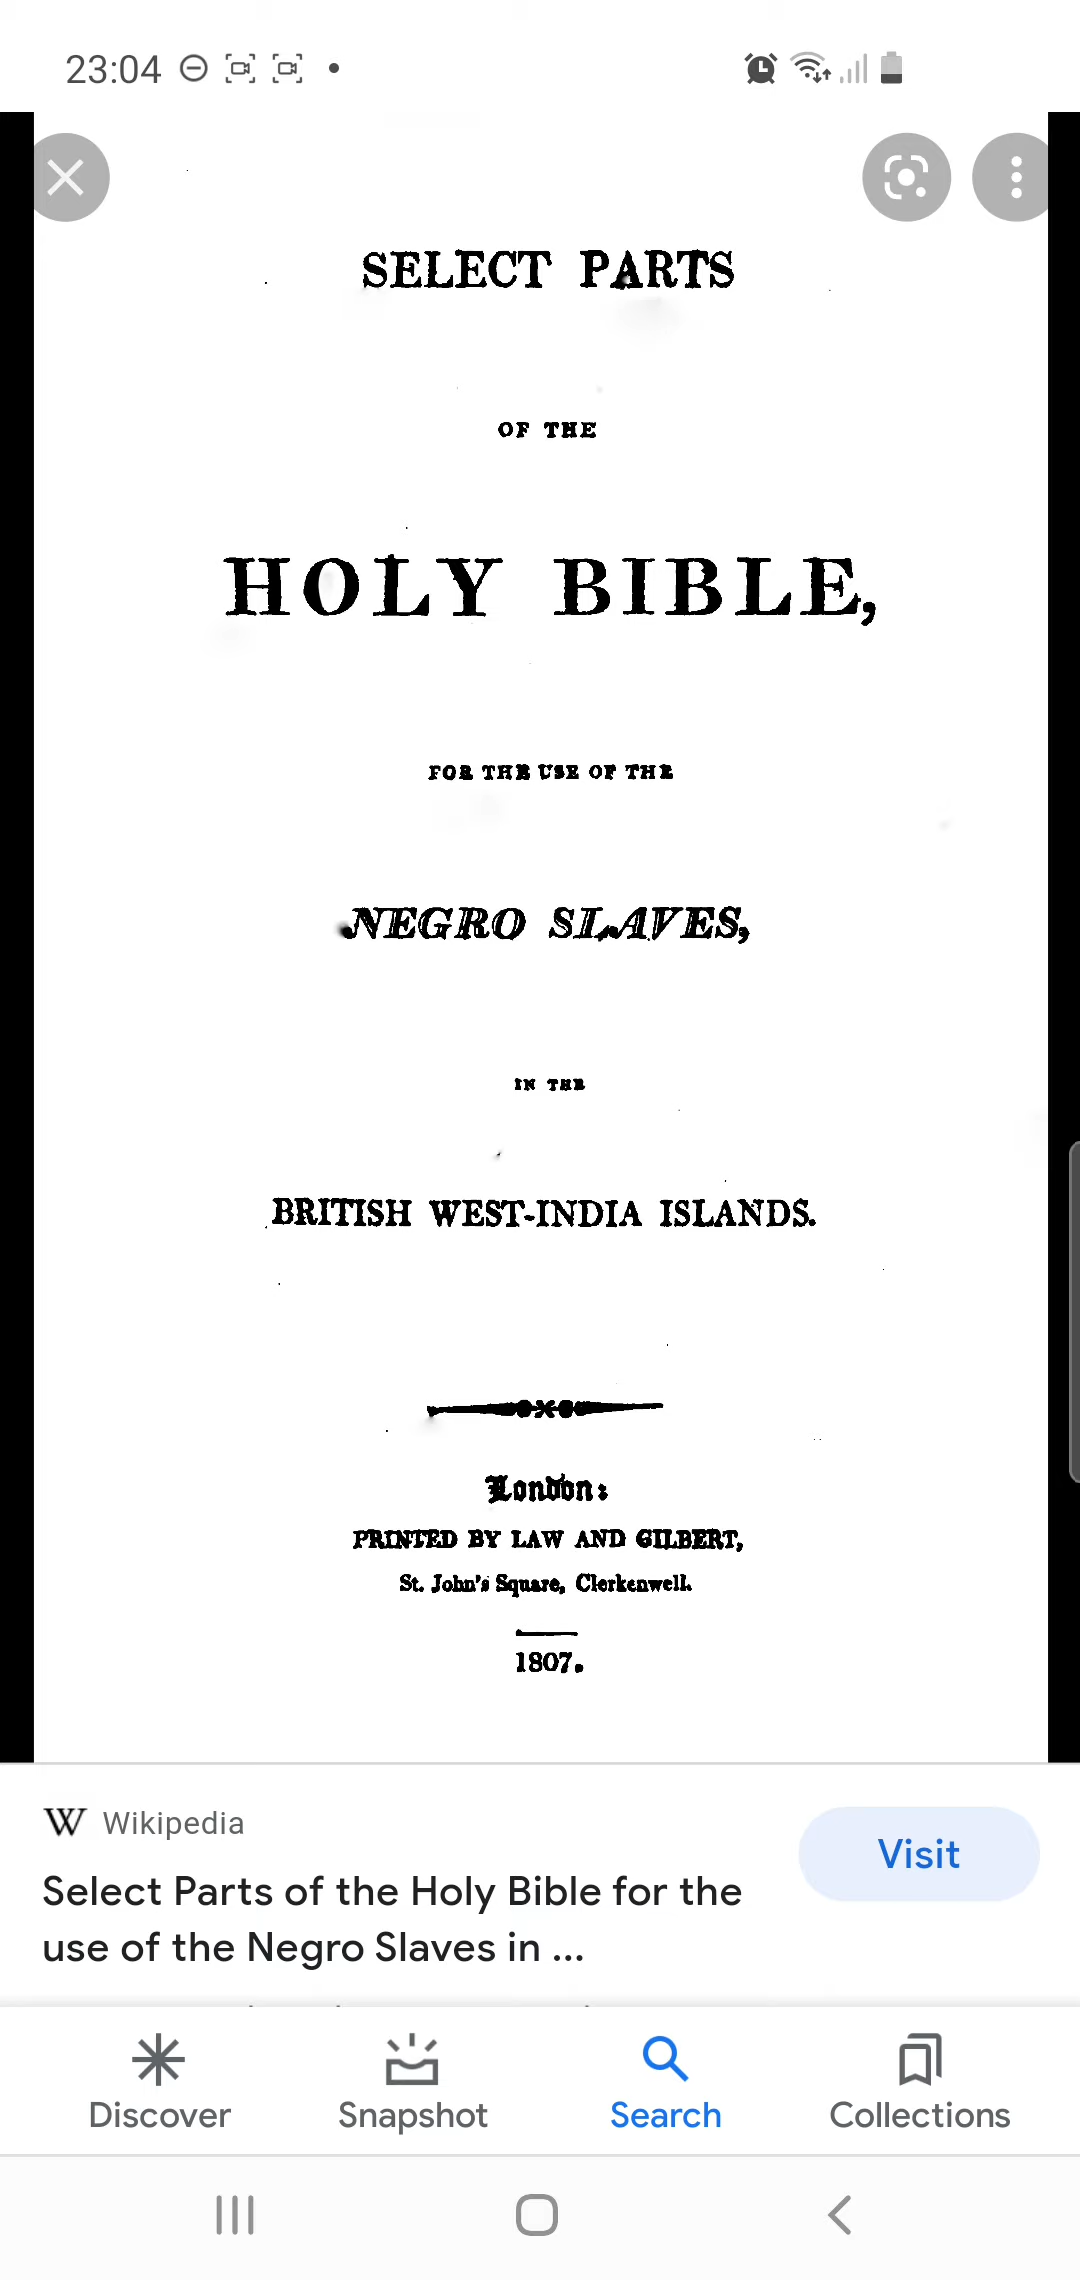 23:04
SELECT PARTS
OF THE
HOLY BIBLE,
FOR THE USE OF THE
NEGRO SLAVES,
IN THE
BRITISH WEST-INDIA ISLANDS.
London:
PRINTED BY LAW AND GILBERT,
St. John's Square, Clerkenwell.
1807.
W Wikipedia
Visit
Select Parts of the Holy Bible for the
use of the Negro Slaves in ...
Discover
Snapshot
Search
Collections